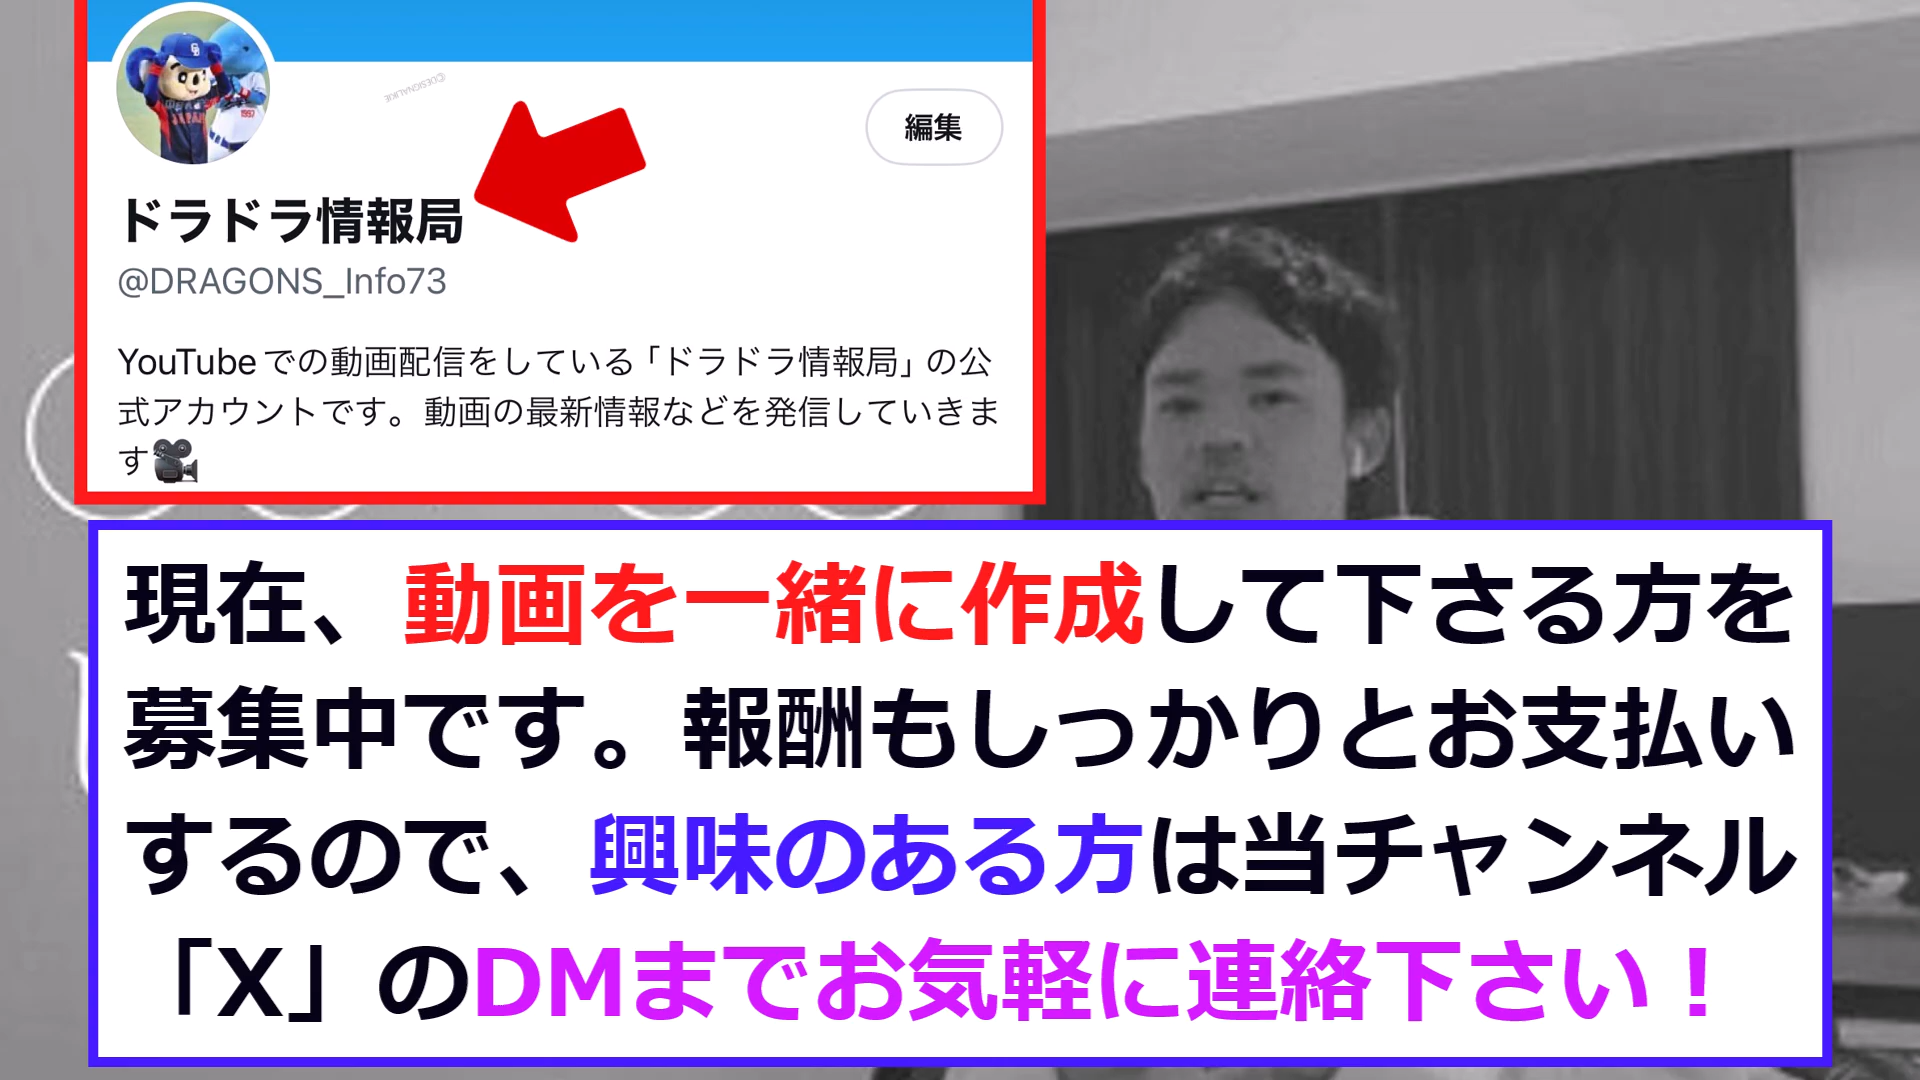 ドラドラ情報局
@DRAGONS_Info73
編集
©DESIGNALIKIE
YouTubeでの動画配信をしている「ドラドラ情報局」の公
式アカウントです。動画の最新情報などを発信していきま
す🎥
現在、動画を一緒に作成して下さる方を
募集中です。報酬もしっかりとお支払い
するので、興味のある方は当チャンネル
「X」のDMまでお気軽に連絡下さい！